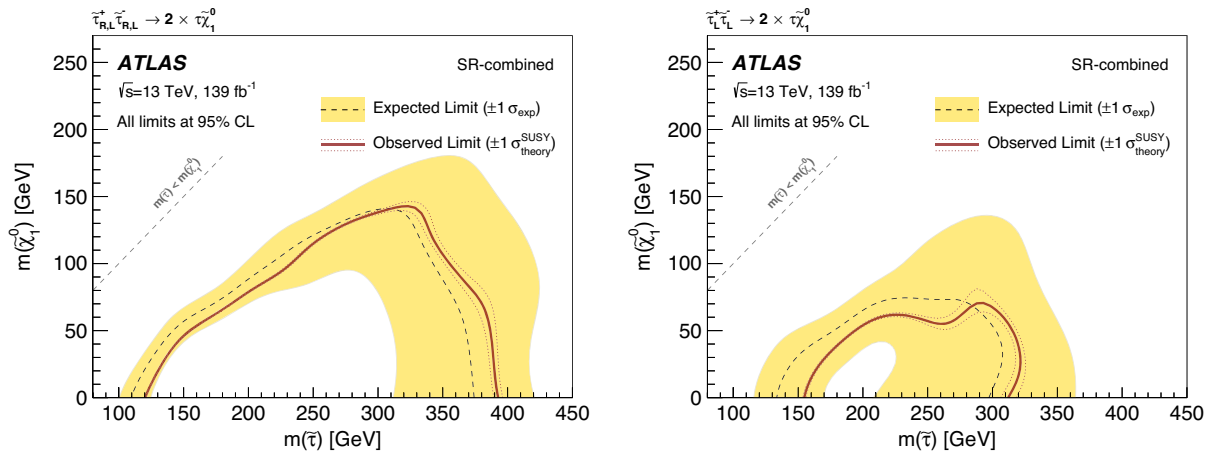 τ̃⁺R,L τ̃⁻R,L → 2 × τχ̃⁰₁
ATLAS
SR-combined
√s=13 TeV, 139 fb⁻¹
All limits at 95% CL
Expected Limit (±1 σexp)
Observed Limit (±1 σ^SUSY_theory)
m(τ̃) < m(χ̃⁰₁)
m(χ̃⁰₁) [GeV]
250
200
150
100
50
0
100 150 200 250 300 350 400 450
m(τ̃) [GeV]
τ̃⁺L τ̃⁻L → 2 × τχ̃⁰₁
ATLAS
SR-combined
√s=13 TeV, 139 fb⁻¹
All limits at 95% CL
Expected Limit (±1 σexp)
Observed Limit (±1 σ^SUSY_theory)
m(τ̃) < m(χ̃⁰₁)
m(χ̃⁰₁) [GeV]
250
200
150
100
50
0
100 150 200 250 300 350 400 450
m(τ̃) [GeV]